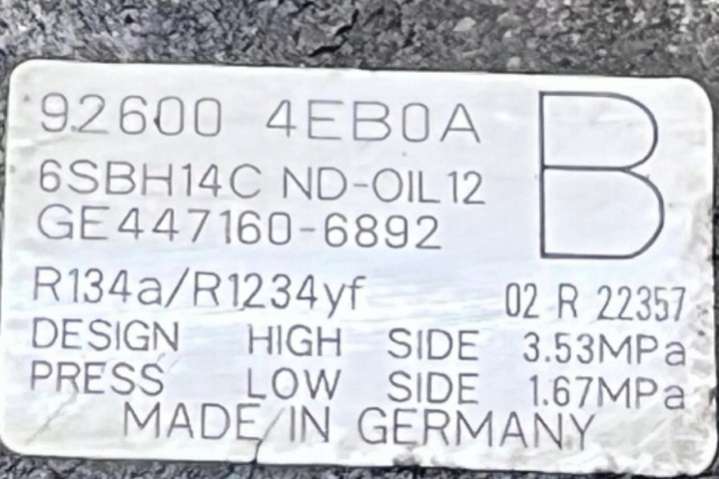 92600 4EB0A
B
6SBH14C ND-OIL12
GE447160-6892
R134a/R1234yf 02 R 22357
DESIGN HIGH SIDE 3.53MPa
PRESS LOW SIDE 1.67MPa
MADE IN GERMANY